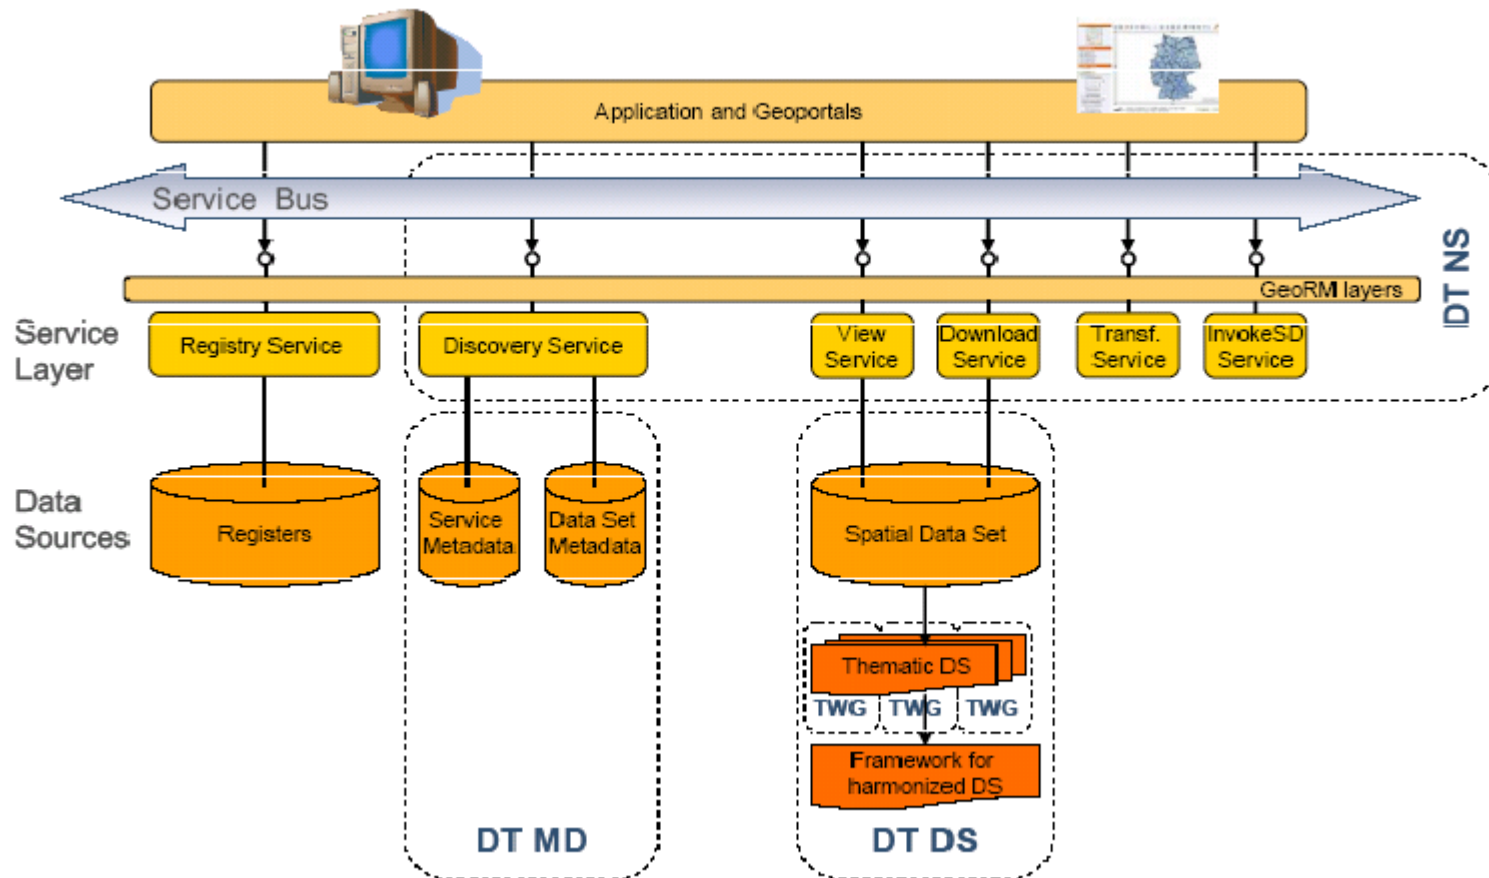 Application and Geoportals
Service Bus
DT NS
GeoRM layers
Service
Layer
Registry Service
Discovery Service
View
Service
Download
Service
Transf.
Service
InvokeSD
Service
Data
Sources
Registers
Service
Metadata
Data Set
Metadata
Spatial Data Set
Thematic DS
TWG
TWG
TWG
Framework for
harmonized DS
DT MD
DT DS